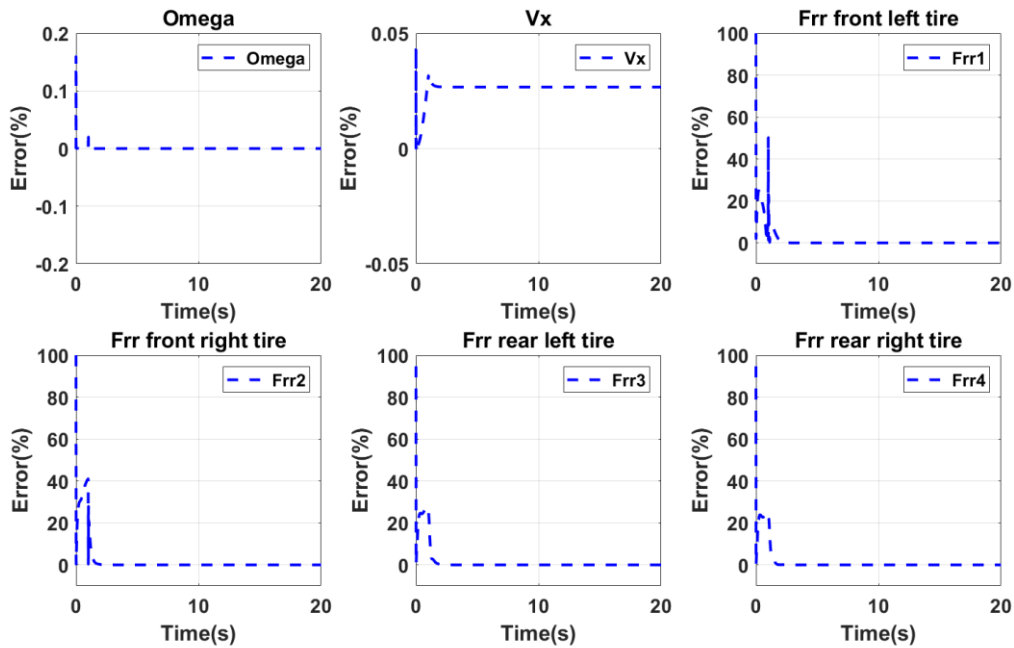 Omega
Vx
Frr front left tire
0.2
0.1
0
-0.1
-0.2
Error(%)
Omega
0
10
20
Time(s)
0.05
0
-0.05
Error(%)
Vx
0
10
20
Time(s)
100
80
60
40
20
0
Error(%)
Frr1
0
10
20
Time(s)
Frr front right tire
Frr rear left tire
Frr rear right tire
100
80
60
40
20
0
Error(%)
Frr2
0
10
20
Time(s)
100
80
60
40
20
0
Error(%)
Frr3
0
10
20
Time(s)
100
80
60
40
20
0
Error(%)
Frr4
0
10
20
Time(s)